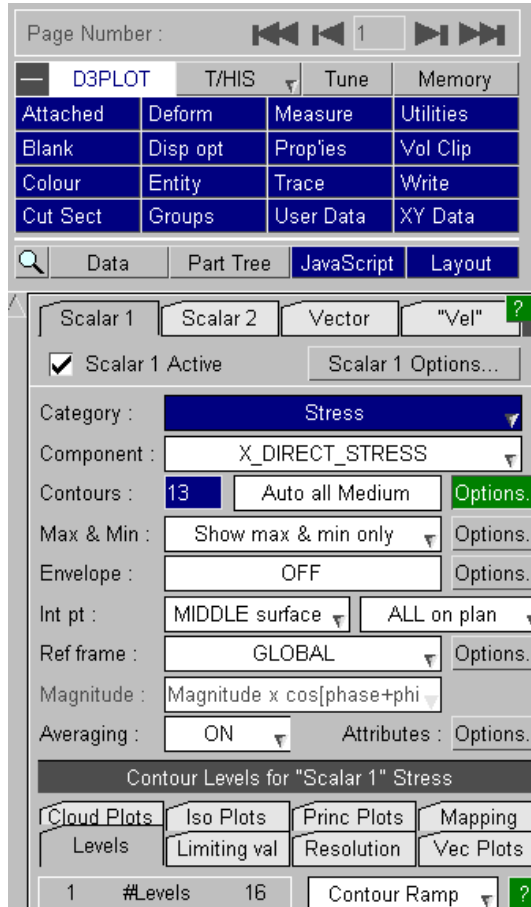 Page Number : 1
D3PLOT T/HIS Tune Memory
Attached Deform Measure Utilities
Blank Disp opt Prop'ies Vol Clip
Colour Entity Trace Write
Cut Sect Groups User Data XY Data
Data Part Tree JavaScript Layout
Scalar 1 Scalar 2 Vector "Vel" ?
Scalar 1 Active Scalar 1 Options...
Category : Stress
Component : X_DIRECT_STRESS
Contours : 13 Auto all Medium Options.
Max & Min : Show max & min only Options.
Envelope : OFF Options.
Int pt : MIDDLE surface ALL on plan
Ref frame : GLOBAL Options.
Magnitude : Magnitude x cos[phase+phi
Averaging : ON Attributes : Options.
Contour Levels for "Scalar 1" Stress
Cloud Plots Iso Plots Princ Plots Mapping
Levels Limiting val Resolution Vec Plots
1 #Levels 16 Contour Ramp ?